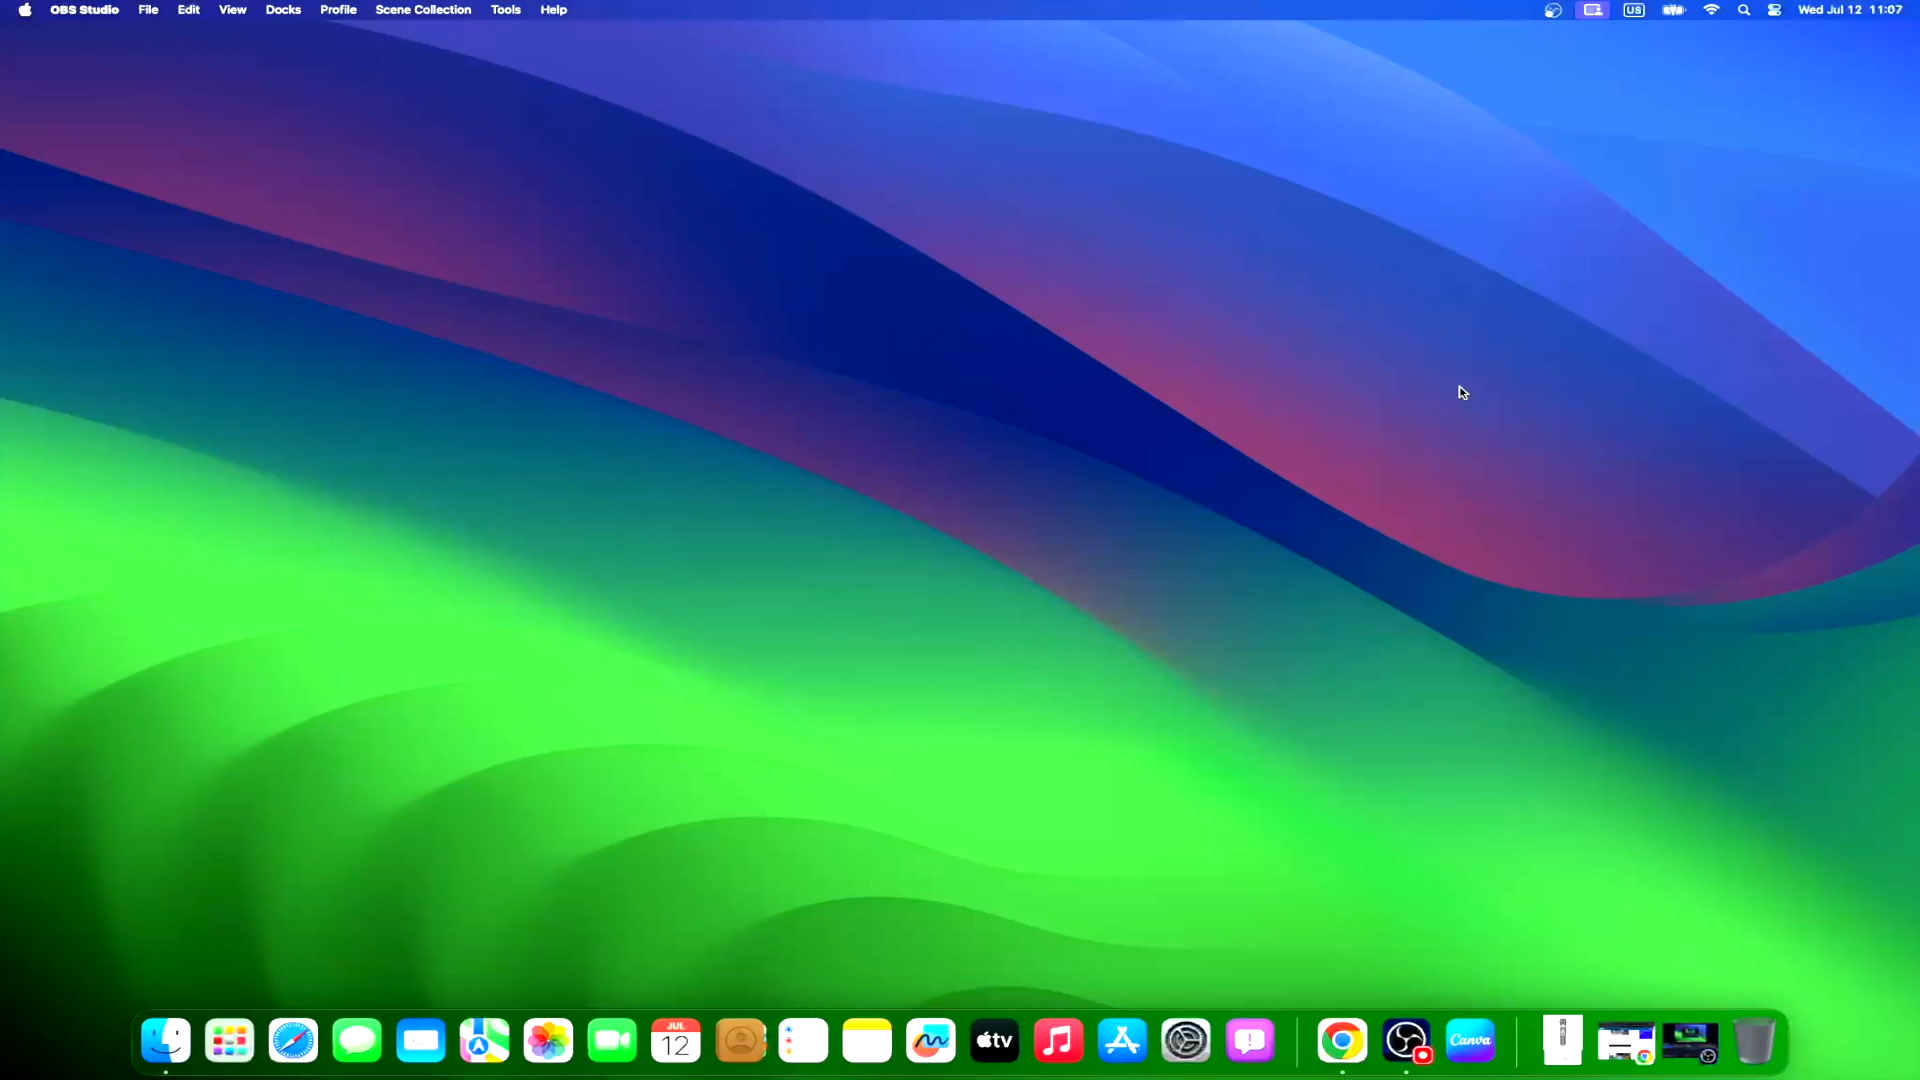 OBS Studio File Edit View Docks Profile Scene Collection Tools Help US Wed Jul 12 11:07
JUL
12
tv
Canva